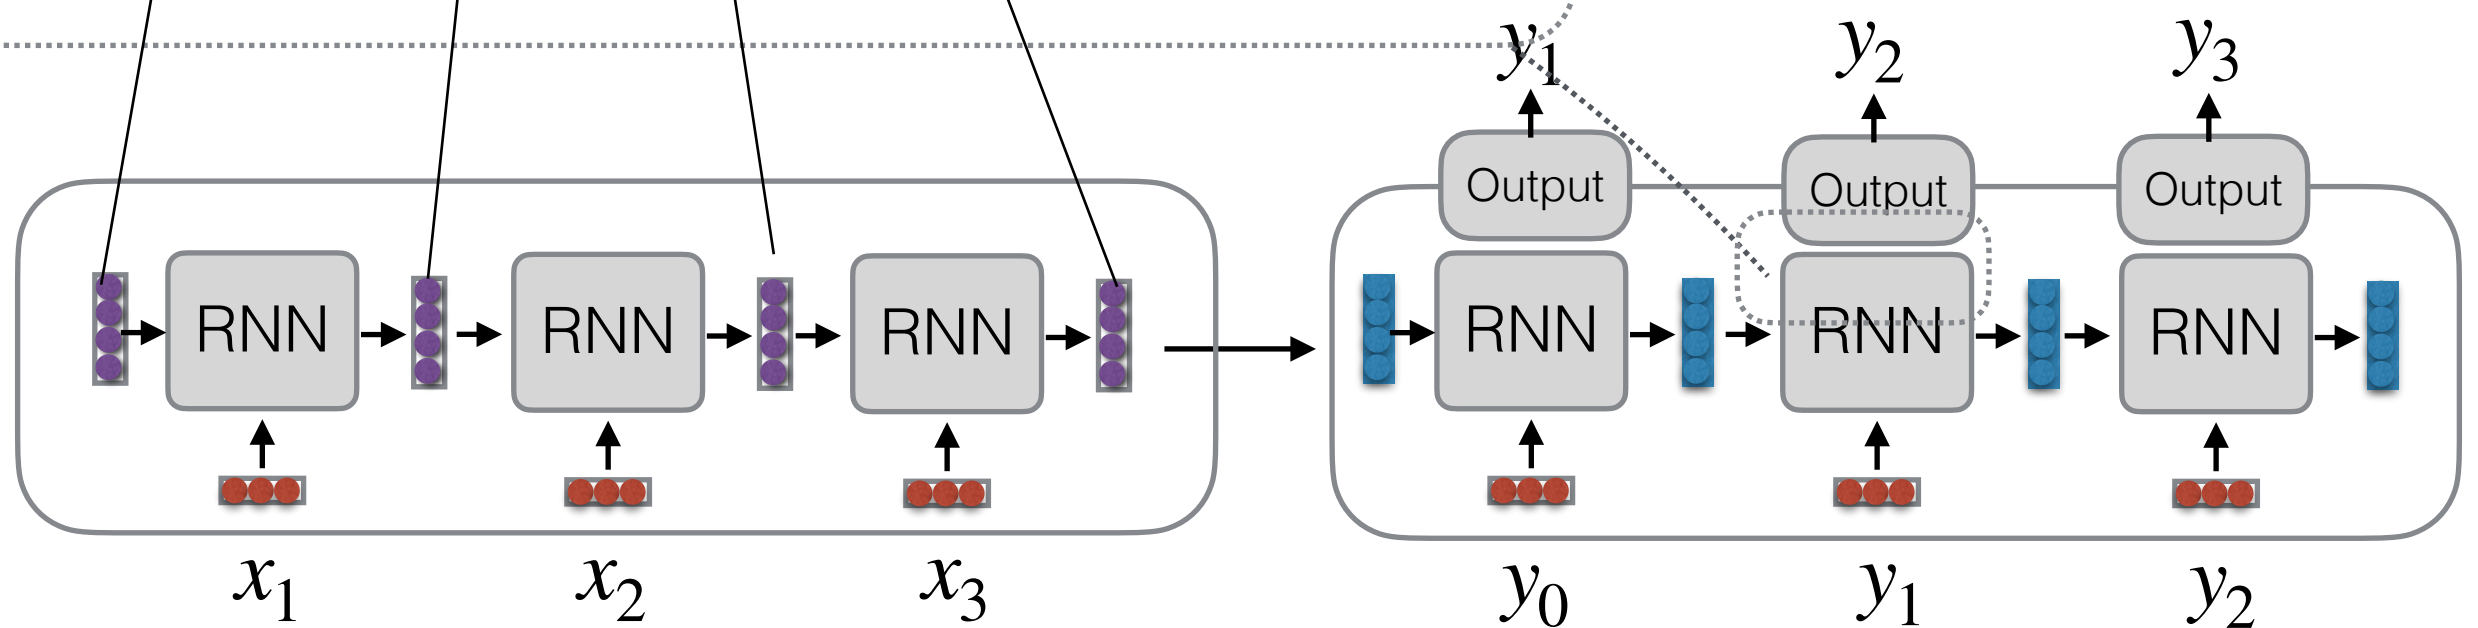 y₁ y₂ y₃
Output Output Output
RNN RNN RNN RNN RNN RNN
x₁ x₂ x₃ y₀ y₁ y₂